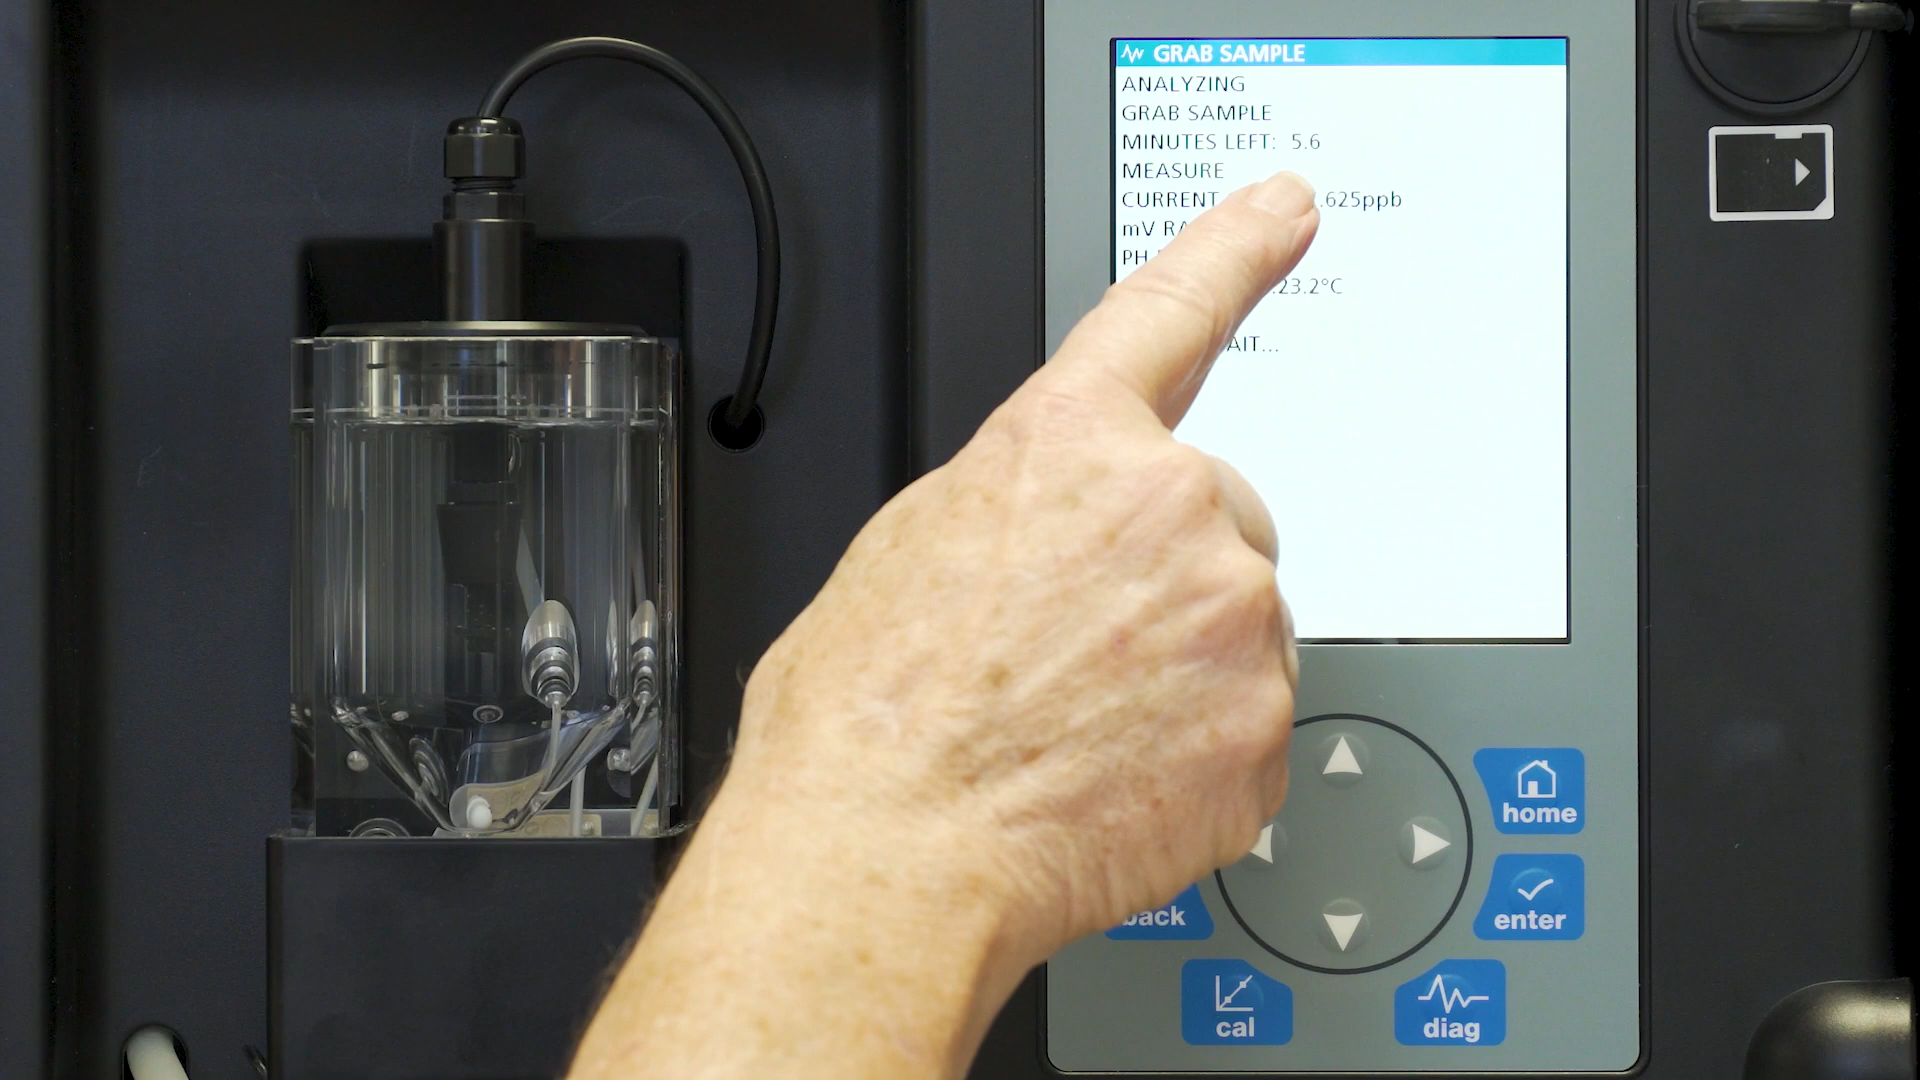 GRAB SAMPLE
ANALYZING
GRAB SAMPLE
MINUTES LEFT: 5.6
MEASURE
CURRENT .625ppb
mV
PH
.23.2°C
home
back
enter
cal
diag